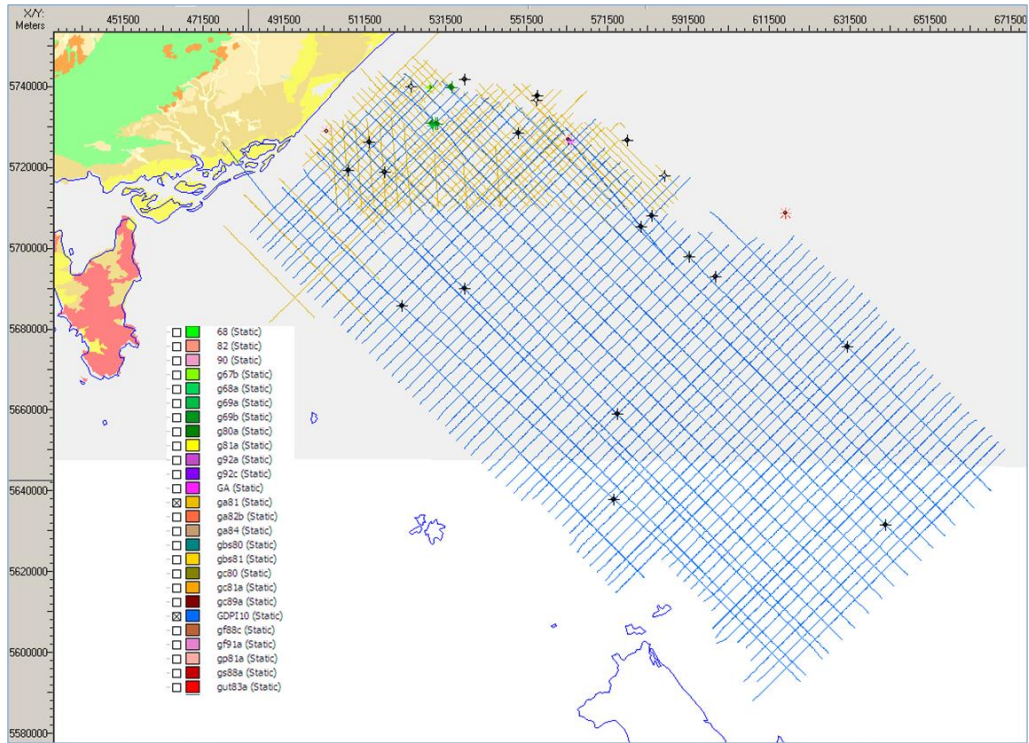 X/Y:
Meters
451500 471500 491500 511500 531500 551500 571500 591500 611500 631500 651500 671500
5740000
5720000
5700000
5680000
5660000
5640000
5620000
5600000
5580000
68 (Static)
82 (Static)
90 (Static)
g67b (Static)
g68a (Static)
g69a (Static)
g69b (Static)
g80a (Static)
g81a (Static)
g92a (Static)
g92c (Static)
GA (Static)
ga81 (Static)
ga82b (Static)
ga84 (Static)
gbs80 (Static)
gbs81 (Static)
gc80 (Static)
gc81a (Static)
gc89a (Static)
GDPI10 (Static)
gf88c (Static)
gf91a (Static)
gp81a (Static)
gs88a (Static)
gut83a (Static)